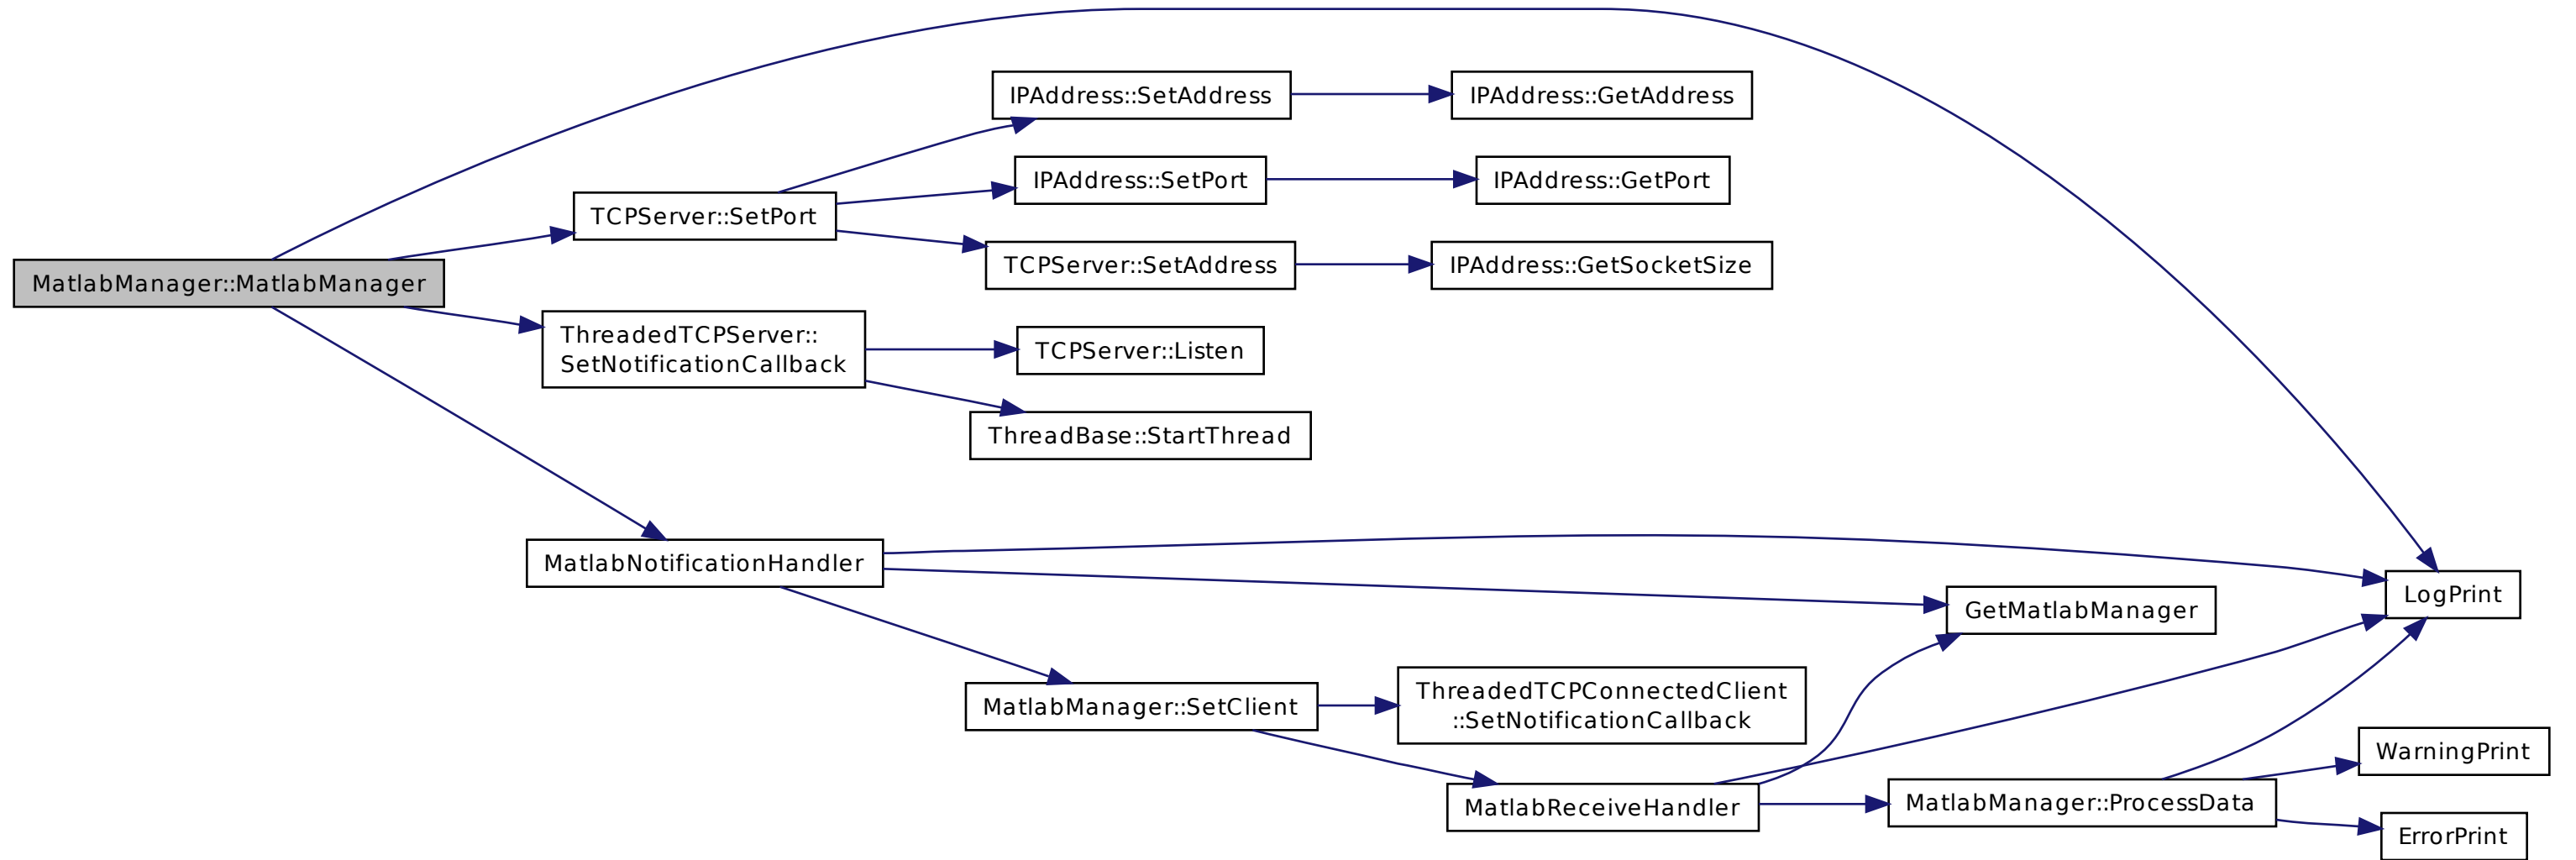 MatlabManager::MatlabManager
TCPServer::SetPort
IPAddress::SetAddress
IPAddress::GetAddress
IPAddress::SetPort
IPAddress::GetPort
TCPServer::SetAddress
IPAddress::GetSocketSize
ThreadedTCPServer::
SetNotificationCallback
TCPServer::Listen
ThreadBase::StartThread
MatlabNotificationHandler
LogPrint
GetMatlabManager
MatlabManager::SetClient
ThreadedTCPConnectedClient
::SetNotificationCallback
MatlabReceiveHandler
MatlabManager::ProcessData
WarningPrint
ErrorPrint